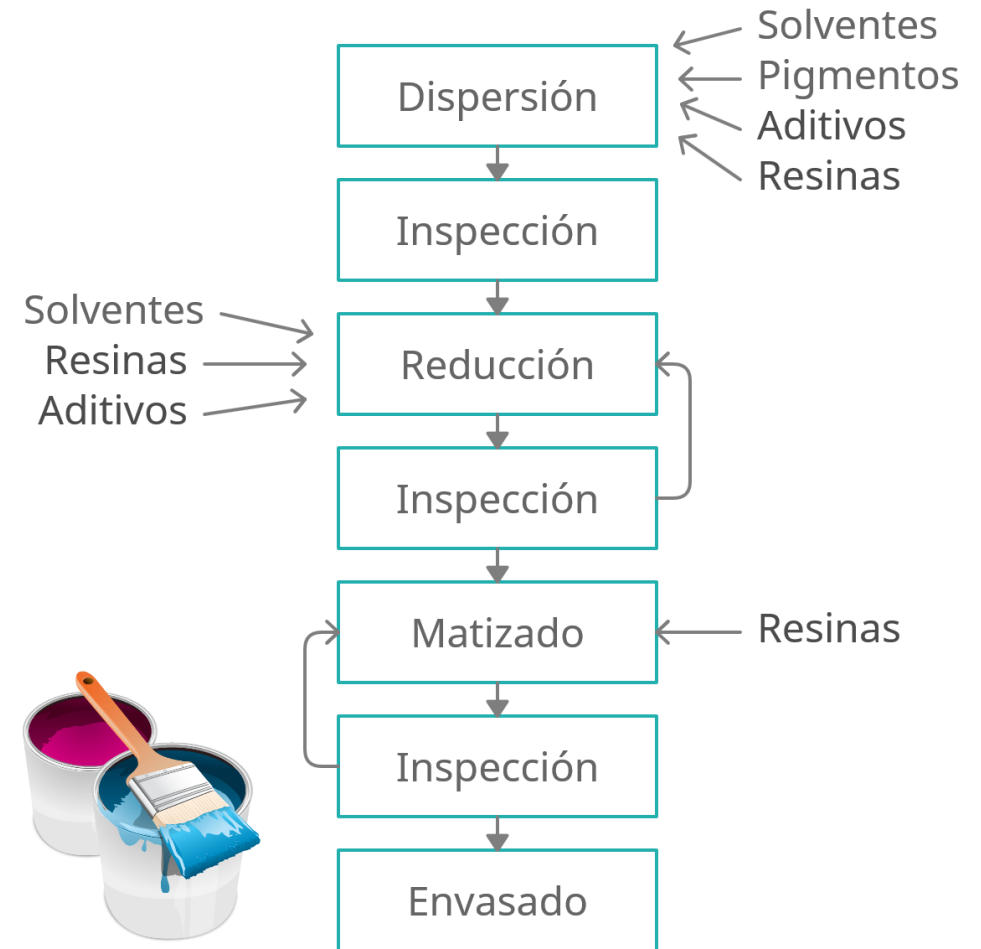 Solventes
Dispersión
Pigmentos
Aditivos
Resinas
Inspección
Solventes
Resinas
Aditivos
Reducción
Inspección
Matizado
Resinas
Inspección
Envasado